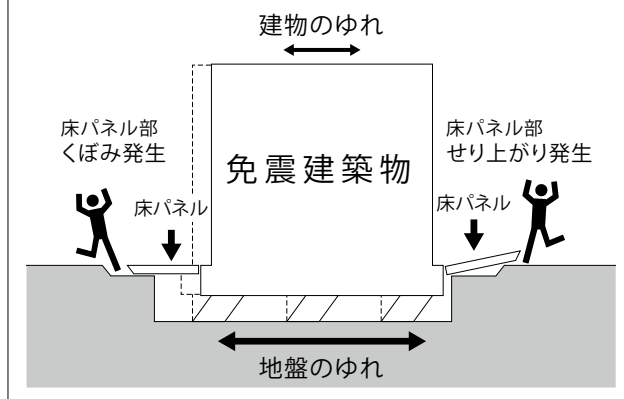 建物のゆれ
床パネル部
くぼみ発生
床パネル
免震建築物
床パネル部
せり上がり発生
床パネル
地盤のゆれ